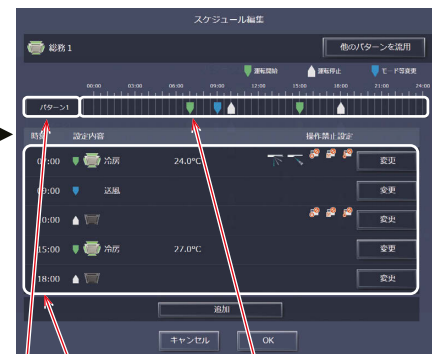 スケジュール編集
総務1 他のパターンを流用
運転開始 運転停止 モード等変更
00:00 03:00 06:00 09:00 12:00 15:00 18:00 21:00 24:00
パターン1
時刻 設定内容 操作禁止設定
07:00 冷房 24.0°C 変更
09:00 送風 変更
10:00 変更
15:00 冷房 27.0°C 変更
18:00 変更
追加
キャンセル OK